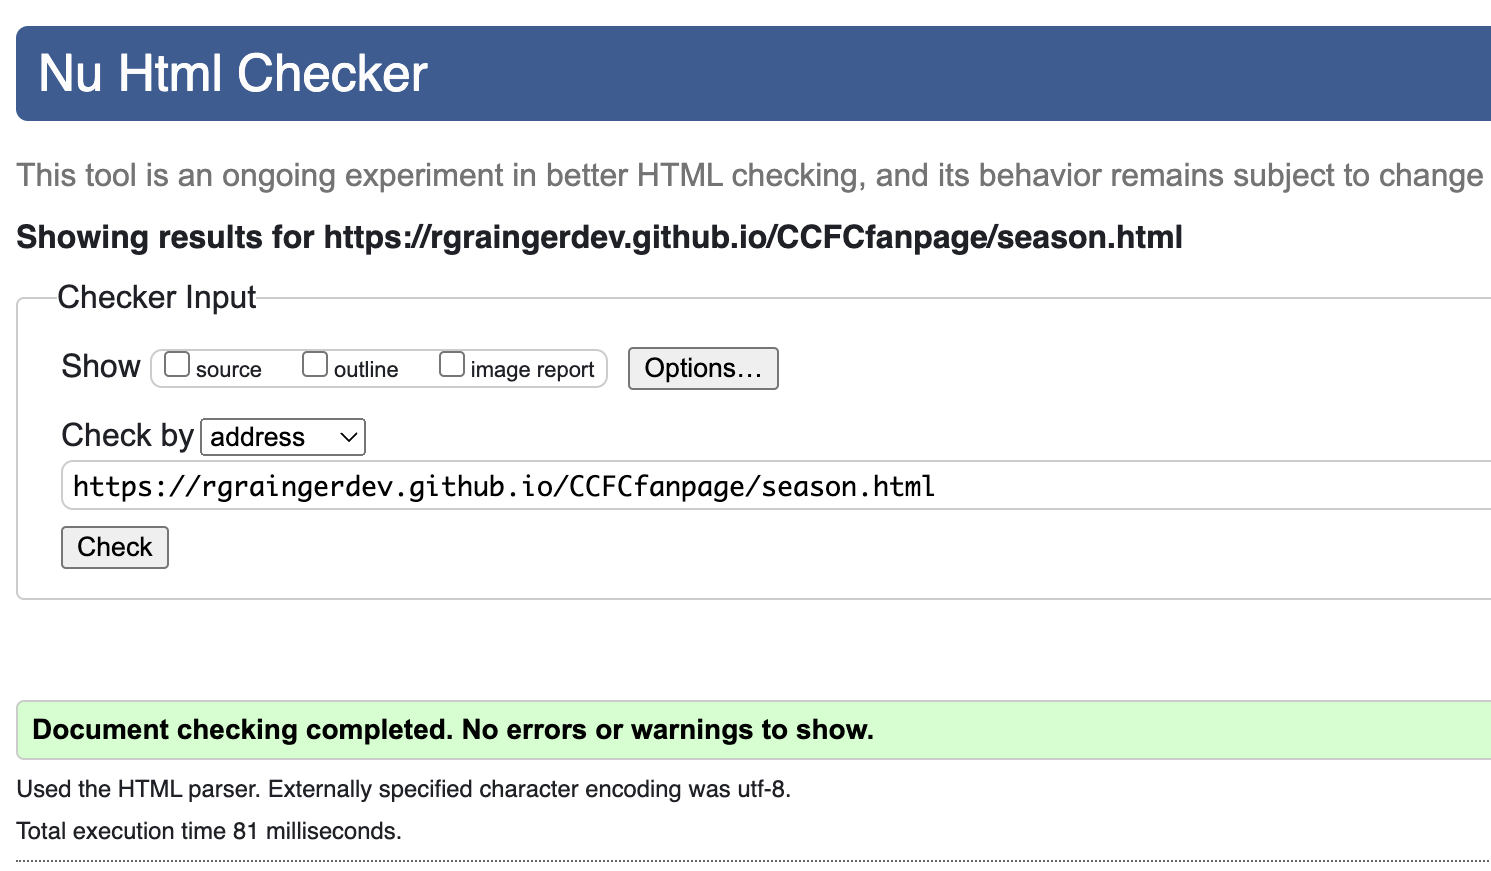 Nu Html Checker
This tool is an ongoing experiment in better HTML checking, and its behavior remains subject to change
Showing results for https://rgraingerdev.github.io/CCFCfanpage/season.html
Checker Input
Show source outline image report Options...
Check by address
https://rgraingerdev.github.io/CCFCfanpage/season.html
Check
Document checking completed. No errors or warnings to show.
Used the HTML parser. Externally specified character encoding was utf-8.
Total execution time 81 milliseconds.